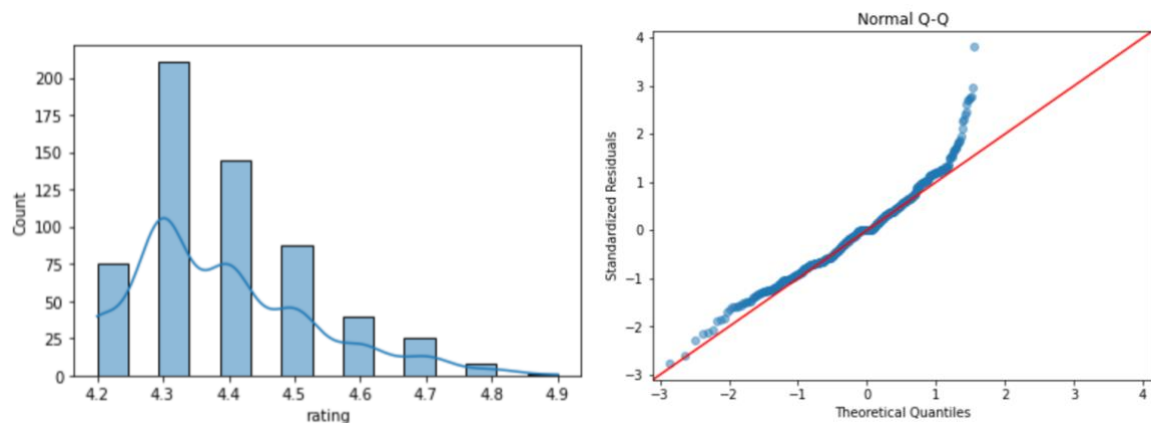 Count
200
175
150
125
100
75
50
25
0
4.2 4.3 4.4 4.5 4.6 4.7 4.8 4.9
rating
Normal Q-Q
Standardized Residuals
4
3
2
1
0
−1
−2
−3
−3 −2 −1 0 1 2 3 4
Theoretical Quantiles